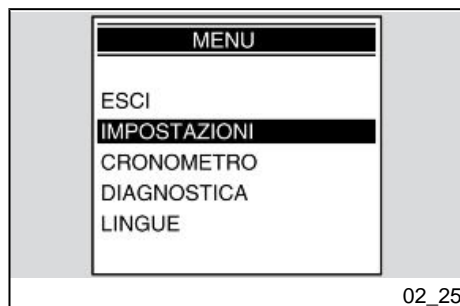 MENU
ESCI
IMPOSTAZIONI
CRONOMETRO
DIAGNOSTICA
LINGUE
02_25